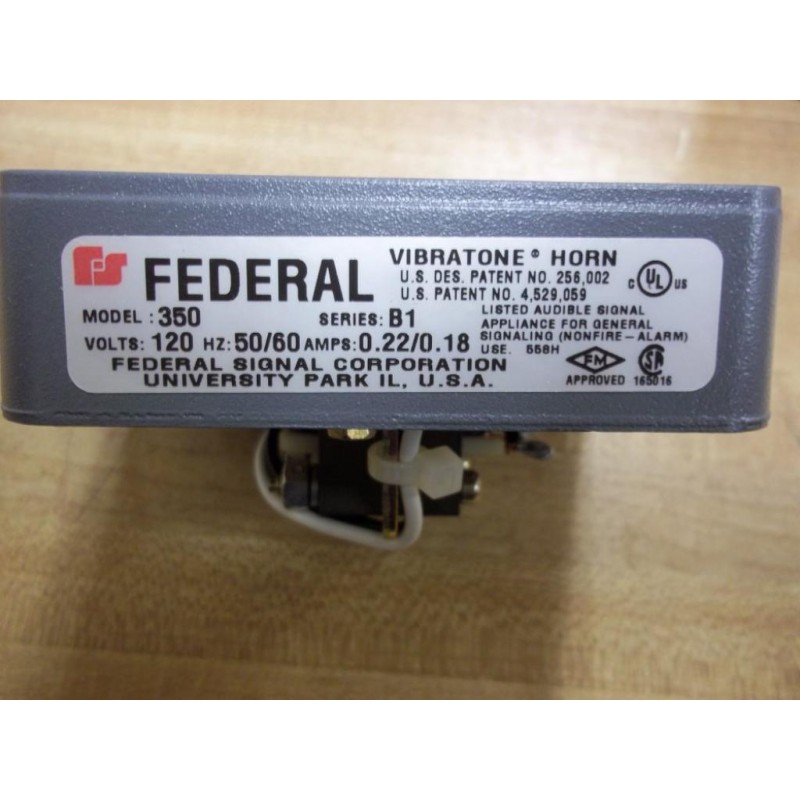 FEDERAL
VIBRATONE® HORN
U.S. DES. PATENT NO. 256,002
U.S. PATENT NO. 4,529,059
C UL US
MODEL : 350 SERIES: B1
VOLTS: 120 HZ: 50/60 AMPS: 0.22/0.18
FEDERAL SIGNAL CORPORATION
UNIVERSITY PARK IL, U.S.A.
LISTED AUDIBLE SIGNAL
APPLIANCE FOR GENERAL
SIGNALING (NONFIRE-ALARM)
USE. 558H
FM
APPROVED
165016